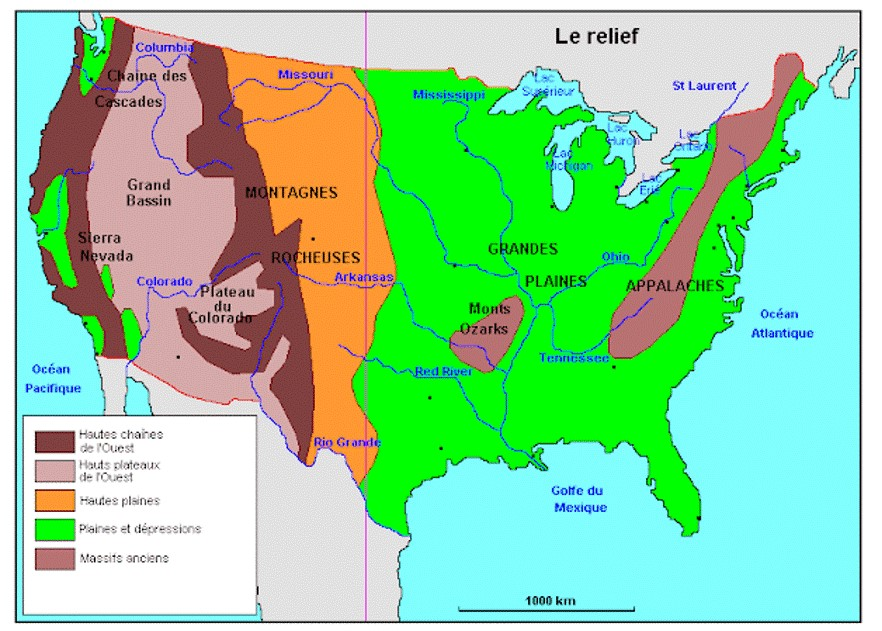 Le relief
Columbia
Chaîne des
Cascades
Missouri
Mississippi
Lac
Supérieur
St Laurent
Lac
Huron
Lac
Ontario
Lac
Michigan
Lac
Erié
Grand
Bassin
MONTAGNES
Sierra
Nevada
ROCHEUSES
GRANDES
PLAINES
Ohio
Arkansas
Colorado
Plateau
du
Colorado
APPALACHES
Monts
Ozarks
Océan
Atlantique
Tennessee
Océan
Pacifique
Red River
Rio Grande
Golfe du
Mexique
Hautes chaînes
de l'Ouest
Hauts plateaux
de l'Ouest
Hautes plaines
Plaines et dépressions
Massifs anciens
1000 km